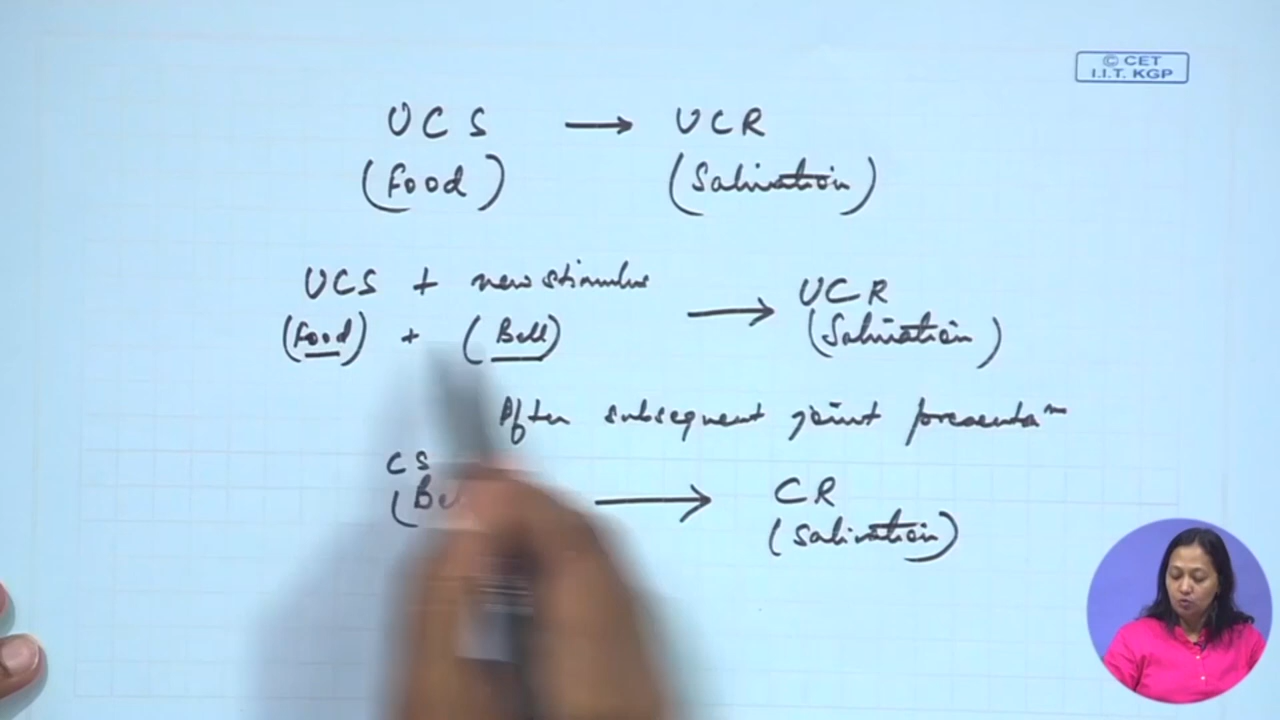 © CET
I.I.T. KGP
UCS → UCR
(Food) (Salivation)
UCS + new stimulus → UCR
(Food) + (Bell) (Salivation)
After subsequent joint
CS → CR
(Salivation)